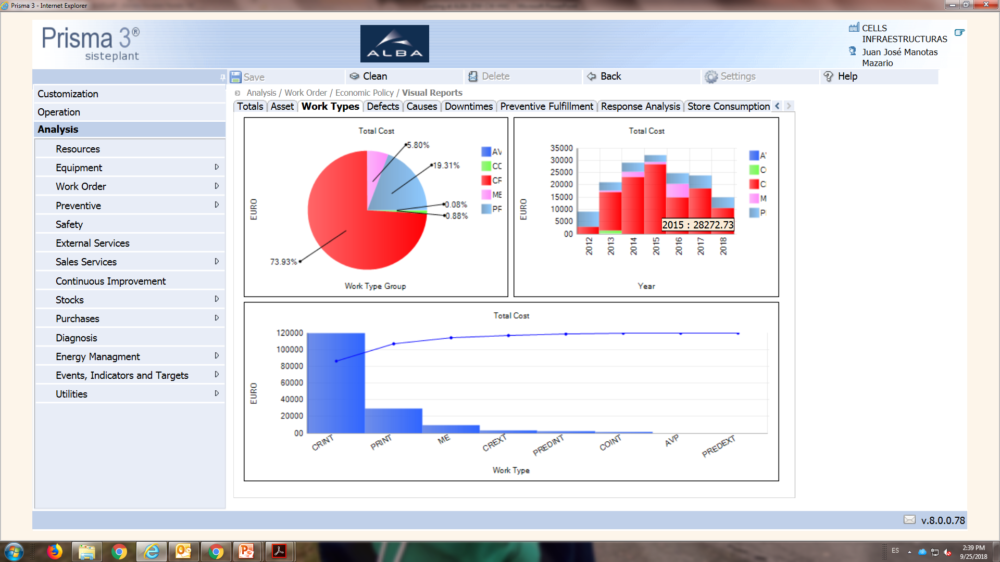 Prisma 3 - Internet Explorer
Prisma 3®
sisteplant
ALBA
CELLS
INFRAESTRUCTURAS
Juan José Manotas
Mazario
Save
Clean
Delete
Back
Settings
Help
Customization
Operation
Analysis
Resources
Equipment
Work Order
Preventive
Safety
External Services
Sales Services
Continuous Improvement
Stocks
Purchases
Diagnosis
Energy Managment
Events, Indicators and Targets
Utilities
Analysis / Work Order / Economic Policy / Visual Reports
Totals Asset Work Types Defects Causes Downtimes Preventive Fulfillment Response Analysis Store Consumption
Total Cost
5.80%
19.31%
0.08%
0.88%
73.93%
EURO
Work Type Group
AV
CO
CR
ME
PR
Total Cost
35000
30000
25000
20000
15000
10000
5000
00
EURO
2015 : 28272.73
2012 2013 2014 2015 2016 2017 2018
Year
Total Cost
120000
100000
80000
60000
40000
20000
00
EURO
CRINT PRINT ME CREXT PREDINT COINT AVP PREDEXT
Work Type
v.8.0.0.78
ES
2:39 PM
9/25/2018